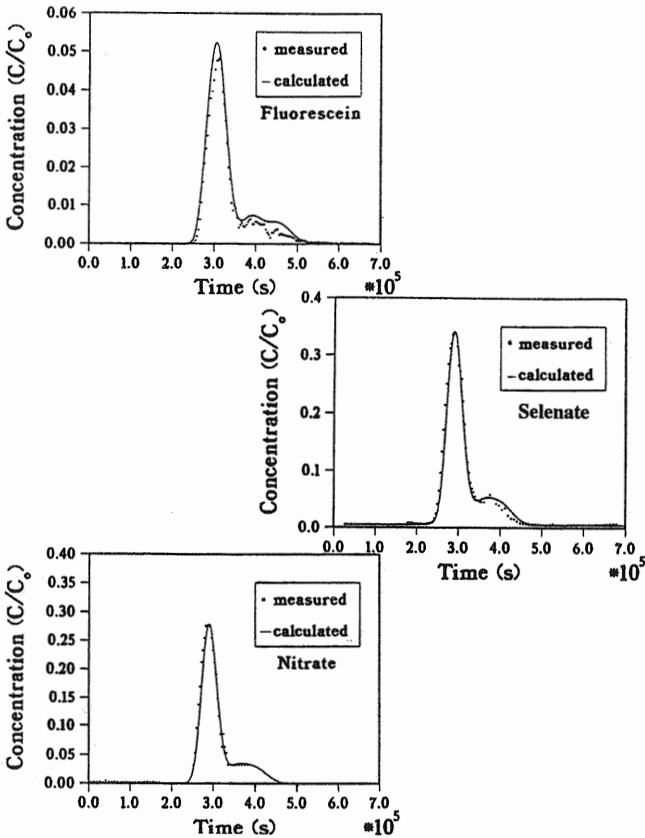 0.06
0.05
0.04
0.03
0.02
0.01
0.00
Concentration (C/C₀)
• measured
– calculated
Fluorescein
0.0 1.0 2.0 3.0 4.0 5.0 6.0 7.0
Time (s) *10⁵
0.4
0.3
0.2
0.1
0.0
Concentration (C/C₀)
• measured
– calculated
Selenate
0.0 1.0 2.0 3.0 4.0 5.0 6.0 7.0
Time (s) *10⁵
0.40
0.35
0.30
0.25
0.20
0.15
0.10
0.05
0.00
Concentration (C/C₀)
• measured
– calculated
Nitrate
0.0 1.0 2.0 3.0 4.0 5.0 6.0 7.0
Time (s) *10⁵